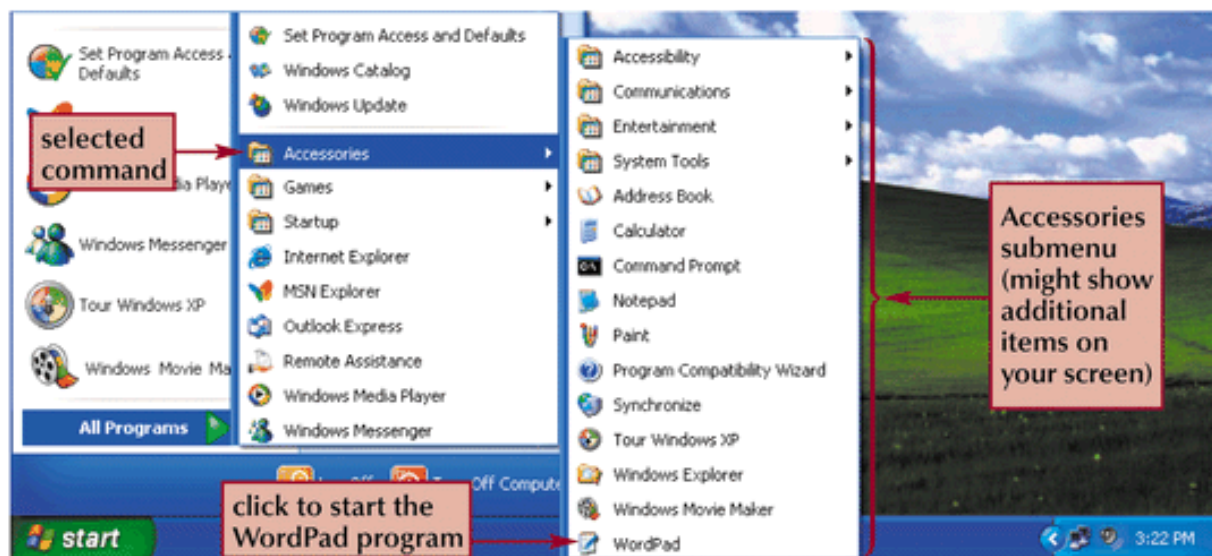 Set Program Access
Defaults
selected
command
dia Playe
Windows Messenger
Tour Windows XP
Windows Movie Ma
All Programs
Set Program Access and Defaults
Windows Catalog
Windows Update
Accessories
Games
Startup
Internet Explorer
MSN Explorer
Outlook Express
Remote Assistance
Windows Media Player
Windows Messenger
Off Compute
click to start the
WordPad program
start
Accessibility
Communications
Entertainment
System Tools
Address Book
Calculator
Command Prompt
Notepad
Paint
Program Compatibility Wizard
Synchronize
Tour Windows XP
Windows Explorer
Windows Movie Maker
WordPad
Accessories
submenu
(might show
additional
items on
your screen)
3:22 PM